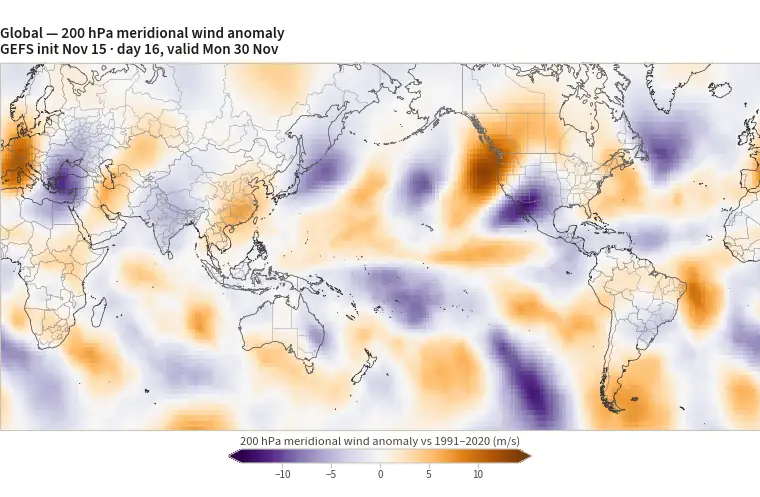 Global — 200 hPa meridional wind anomaly
GEFS init Nov 15 · day 16, valid Mon 30 Nov
200 hPa meridional wind anomaly vs 1991–2020 (m/s)
−10 −5 0 5 10